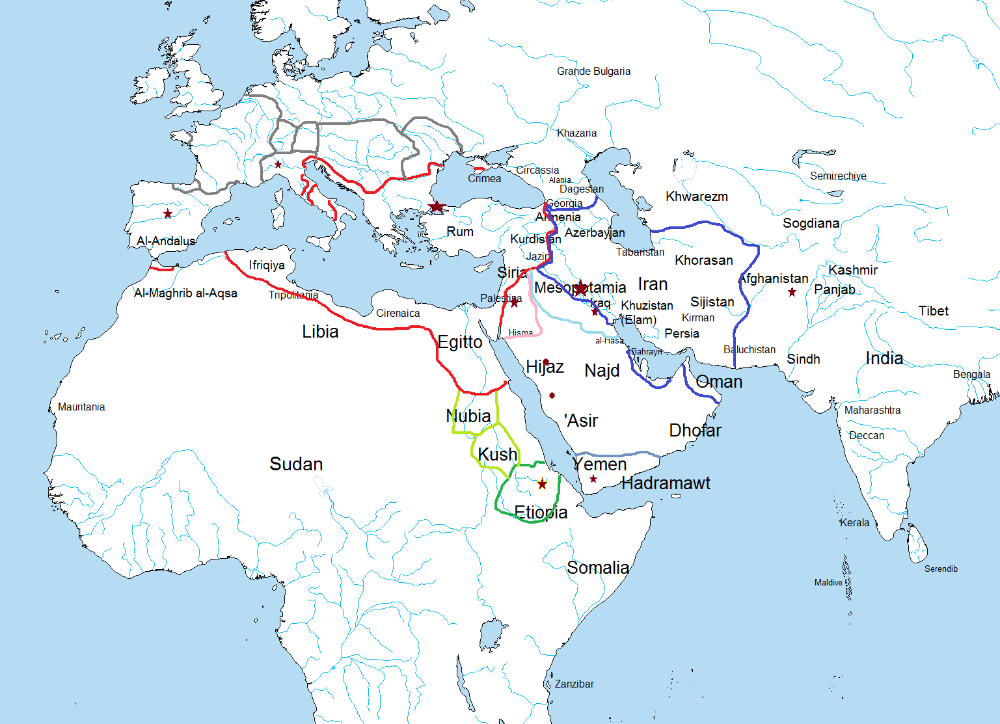 Grande Bulgaria
Khazaria
Circassia
Crimea
Alania
Semirechiye
Dagestan
Khwarezm
Georgia
Armenia
Sogdiana
Rum
Azerbayjan
Kurdistan
Al-Andalus
Tabaristan
Jazir
Khorasan
Ifriqiya
Kashmir
Siria
Afghanistan
Mesopotamia
Iran
Panjab
Al-Maghrib al-Aqsa
Tripolitania
Palestina
Iraq
Khuzistan
(Elam)
Sijistan
Tibet
Cirenaica
Kirman
Libia
Hisma
Persia
Egitto
al-Hasa
Bahrayn
Baluchistan
Sindh
India
Hijaz
Najd
Bengala
Oman
Mauritania
Maharashtra
Nubia
'Asir
Dhofar
Deccan
Kush
Sudan
Yemen
Hadramawt
Etiopia
Kerala
Somalia
Serendib
Maldive
Zanzibar